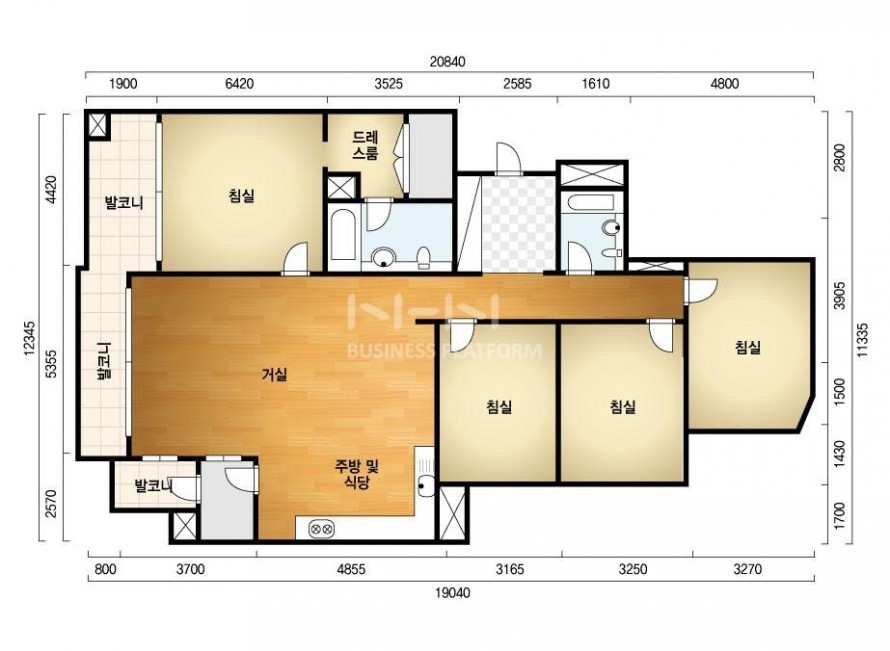 20840
1900 6420 3525 2585 1610 4800
4420
12345
5355
2570
2800
3905
11335
1500
1430
1700
드레
스룸
발코니
침실
발코니
거실
침실
침실
침실
발코니
주방 및
식당
N-HN
BUSINESS PLATFORM
800 3700 4855 3165 3250 3270
19040